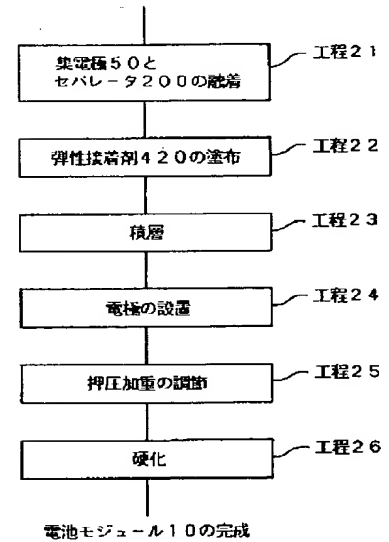 集電極50と
セパレータ200の融着
工程21
弾性接着剤420の塗布
工程22
積層
工程23
電極の設置
工程24
押圧加重の調節
工程25
硬化
工程26
電池モジュール10の完成